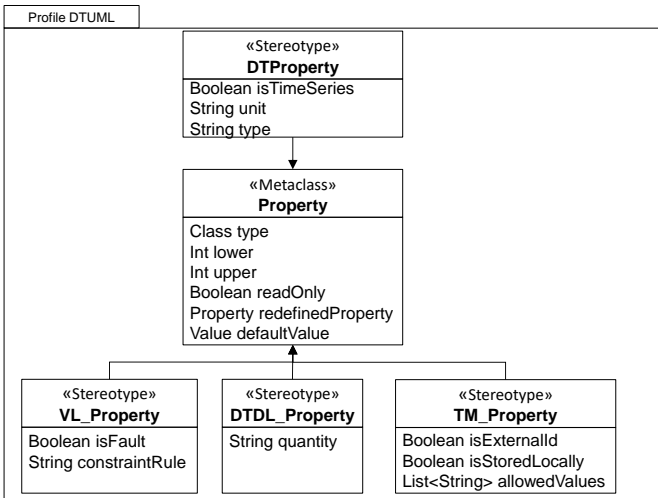 Profile DTUML
«Stereotype»
DTProperty
Boolean isTimeSeries
String unit
String type
«Metaclass»
Property
Class type
Int lower
Int upper
Boolean readOnly
Property redefinedProperty
Value defaultValue
«Stereotype»
VL_Property
Boolean isFault
String constraintRule
«Stereotype»
DTDL_Property
String quantity
«Stereotype»
TM_Property
Boolean isExternalId
Boolean isStoredLocally
List<String> allowedValues